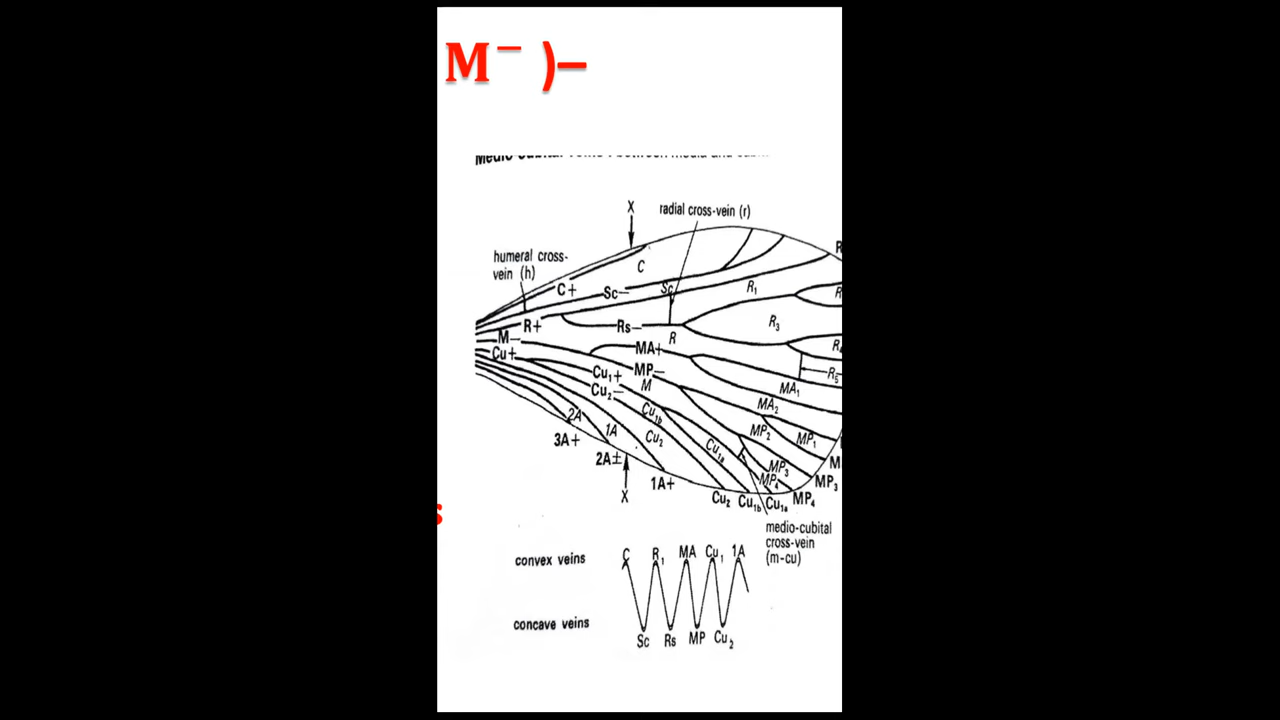 M⁻ )–
X
radial cross-vein (r)
humeral cross-
vein (h)
C
C+
Sc–
Sc
R₁
R+
Rs–
R
R₃
M–
Cu+
MA+
MP–
M
R₅
MA₁
MA₂
Cu₁+
Cu₂–
Cu₁b
Cu₂
Cu₁a
MP₂
MP₁
MP₃
MP₄
2A
1A
3A+
2A±
1A+
X
Cu₂
Cu₁b
Cu₁a
MP₄
MP₃
medio-cubital
cross-vein
(m-cu)
convex veins C R₁ MA Cu₁ 1A
concave veins
Sc Rs MP Cu₂